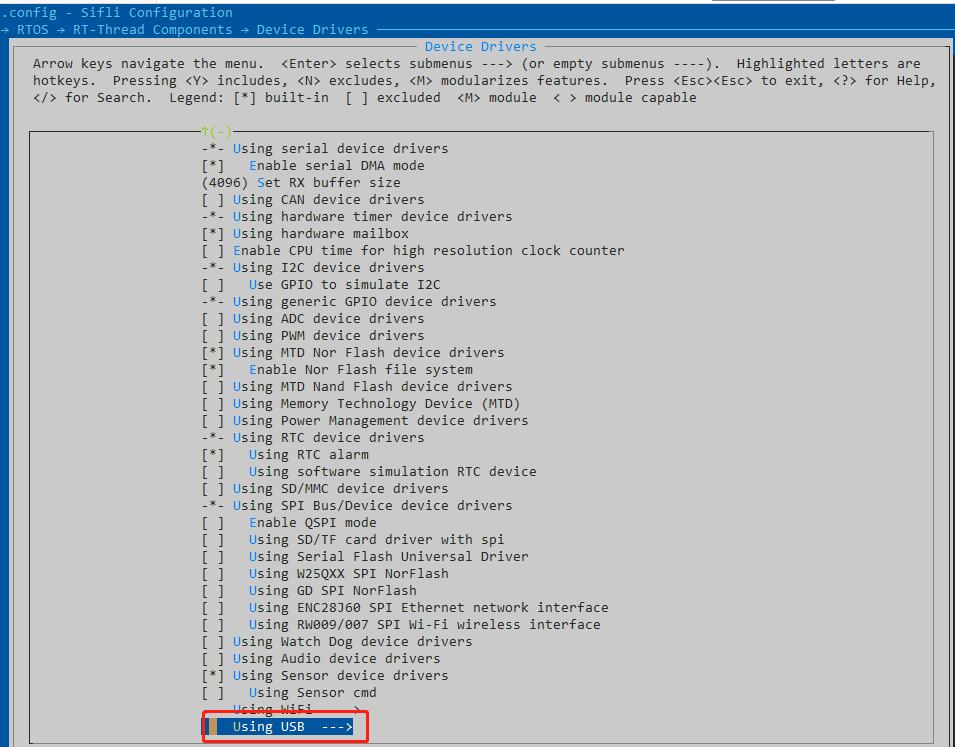 .config - Sifli Configuration
→ RTOS → RT-Thread Components → Device Drivers
Device Drivers
Arrow keys navigate the menu.  <Enter> selects submenus ---> (or empty submenus ----).  Highlighted letters are
hotkeys.  Pressing <Y> includes, <N> excludes, <M> modularizes features.  Press <Esc><Esc> to exit, <?> for Help,
</> for Search.  Legend: [*] built-in  [ ] excluded  <M> module  < > module capable
↑(-)
-*- Using serial device drivers
[*]   Enable serial DMA mode
(4096) Set RX buffer size
[ ] Using CAN device drivers
-*- Using hardware timer device drivers
[*] Using hardware mailbox
[ ] Enable CPU time for high resolution clock counter
-*- Using I2C device drivers
[ ]   Use GPIO to simulate I2C
-*- Using generic GPIO device drivers
[ ] Using ADC device drivers
[ ] Using PWM device drivers
[*] Using MTD Nor Flash device drivers
[*]   Enable Nor Flash file system
[ ] Using MTD Nand Flash device drivers
[ ] Using Memory Technology Device (MTD)
[ ] Using Power Management device drivers
-*- Using RTC device drivers
[*]   Using RTC alarm
[ ]   Using software simulation RTC device
[ ] Using SD/MMC device drivers
-*- Using SPI Bus/Device device drivers
[ ]   Enable QSPI mode
[ ]   Using SD/TF card driver with spi
[ ]   Using Serial Flash Universal Driver
[ ]   Using W25QXX SPI NorFlash
[ ]   Using GD SPI NorFlash
[ ]   Using ENC28J60 SPI Ethernet network interface
[ ]   Using RW009/007 SPI Wi-Fi wireless interface
[ ] Using Watch Dog device drivers
[ ] Using Audio device drivers
[*] Using Sensor device drivers
[ ]   Using Sensor cmd
Using WiFi  --->
Using USB  --->